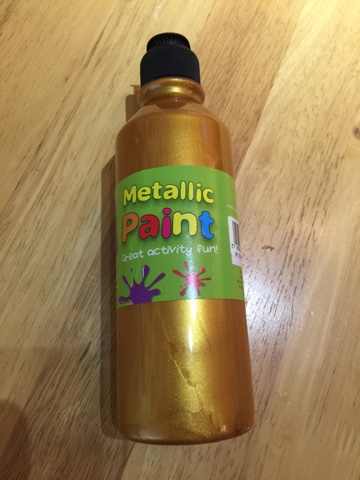 Metallic
Paint
Great activity fun!